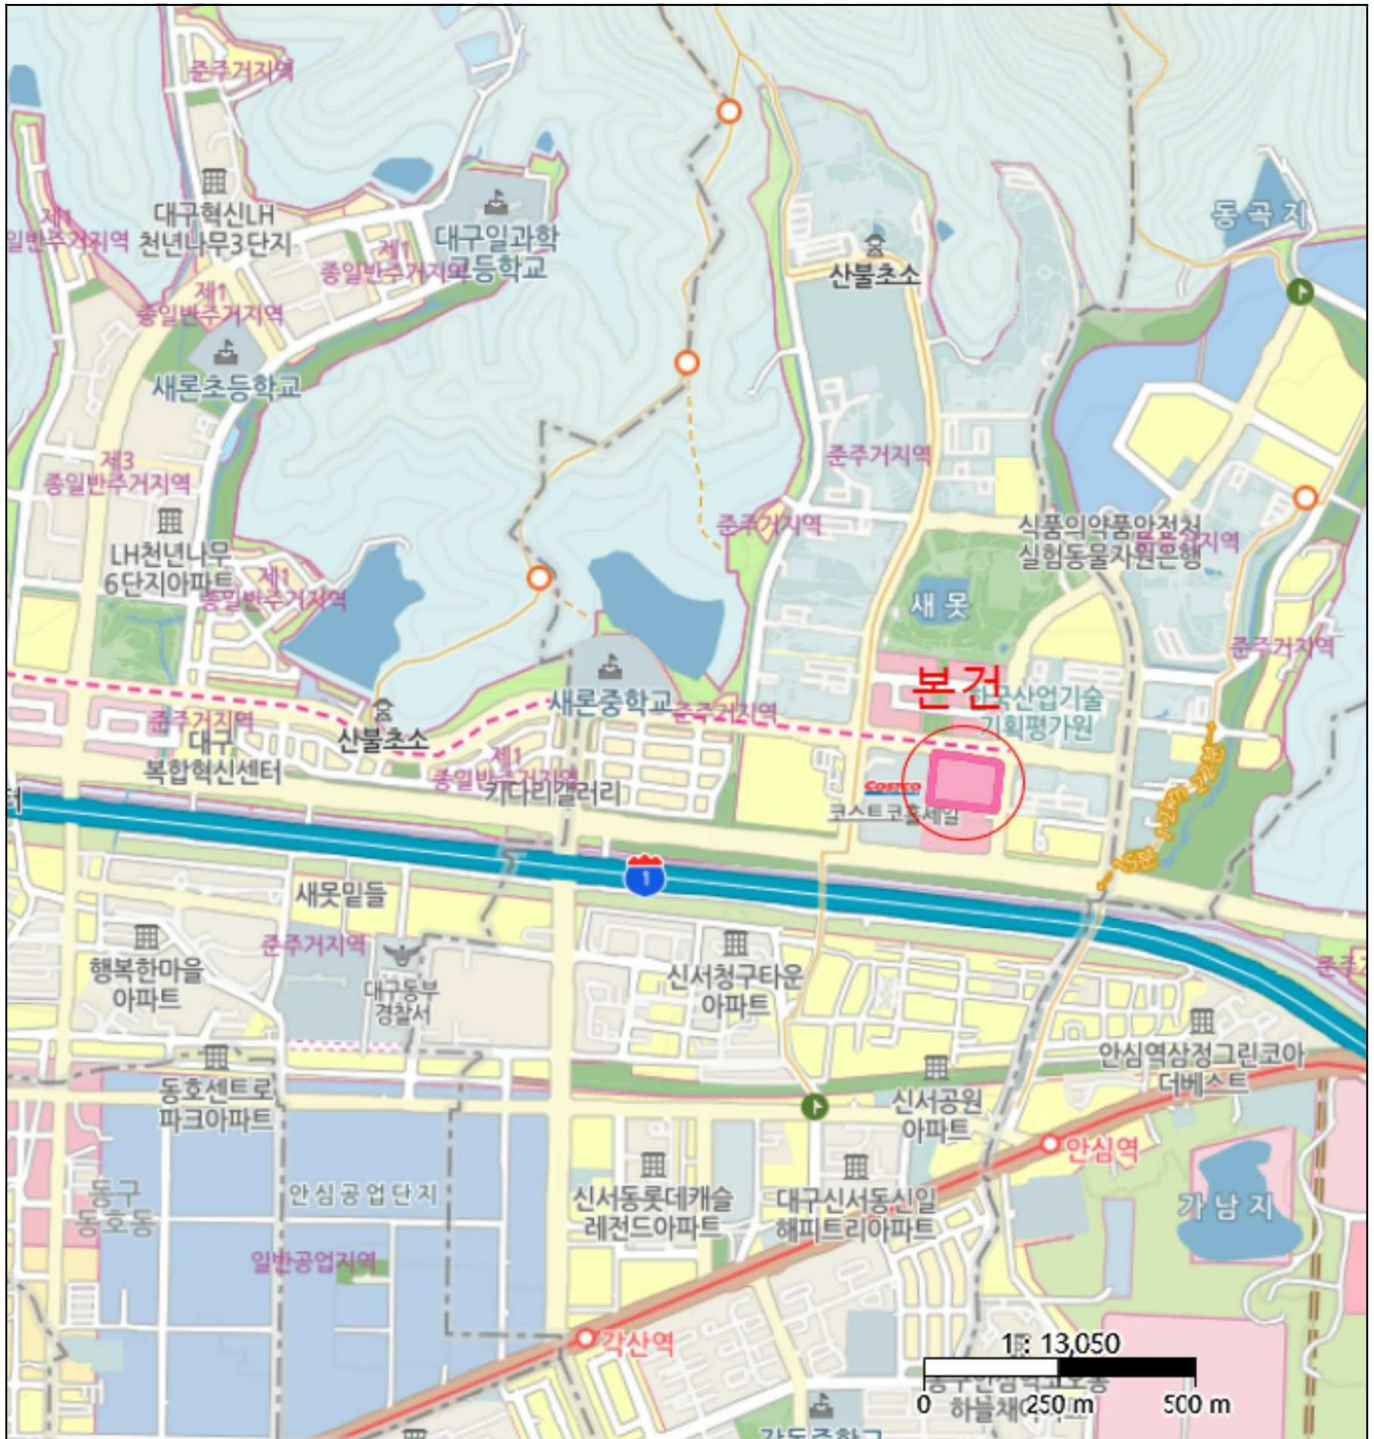 준주거지역
대구혁신LH
천년나무3단지
제1
일반주거지역
제1
종일반주거지역
대구일과학
고등학교
제1
종일반주거지역
새론초등학교
산불초소
동곡지
제3
종일반주거지역
준주거지역
준주거지역
LH천년나무
6단지아파트
제1
종일반주거지역
식품의약품안전처
실험동물자원은행
새못
준주거지역
본건
한국산업기술
기획평가원
새론중학교
준주거지역
준주거지역
대구
복합혁신센터
산불초소
제1
종일반주거지역
키다리갤러리
COSTCO
코스트코홀세일
15분
1.2km
22분
1
새못밑들
준주거지역
행복한마을
아파트
대구동부
경찰서
신서청구타운
아파트
안심역삼정그린코아
더베스트
동호센트로
파크아파트
신서공원
아파트
안심역
동구
동호동
안심공업단지
신서동롯데캐슬
레전드아파트
대구신서동신일
해피트리아파트
가남지
일반공업지역
각산역
1 : 13,050
0 250 m 500 m